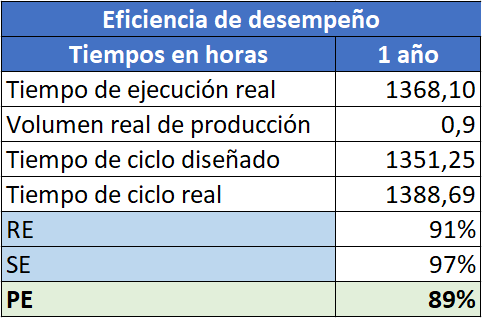 Eficiencia de desempeño
Tiempos en horas 1 año
Tiempo de ejecución real 1368,10
Volumen real de producción 0,9
Tiempo de ciclo diseñado 1351,25
Tiempo de ciclo real 1388,69
RE 91%
SE 97%
PE 89%